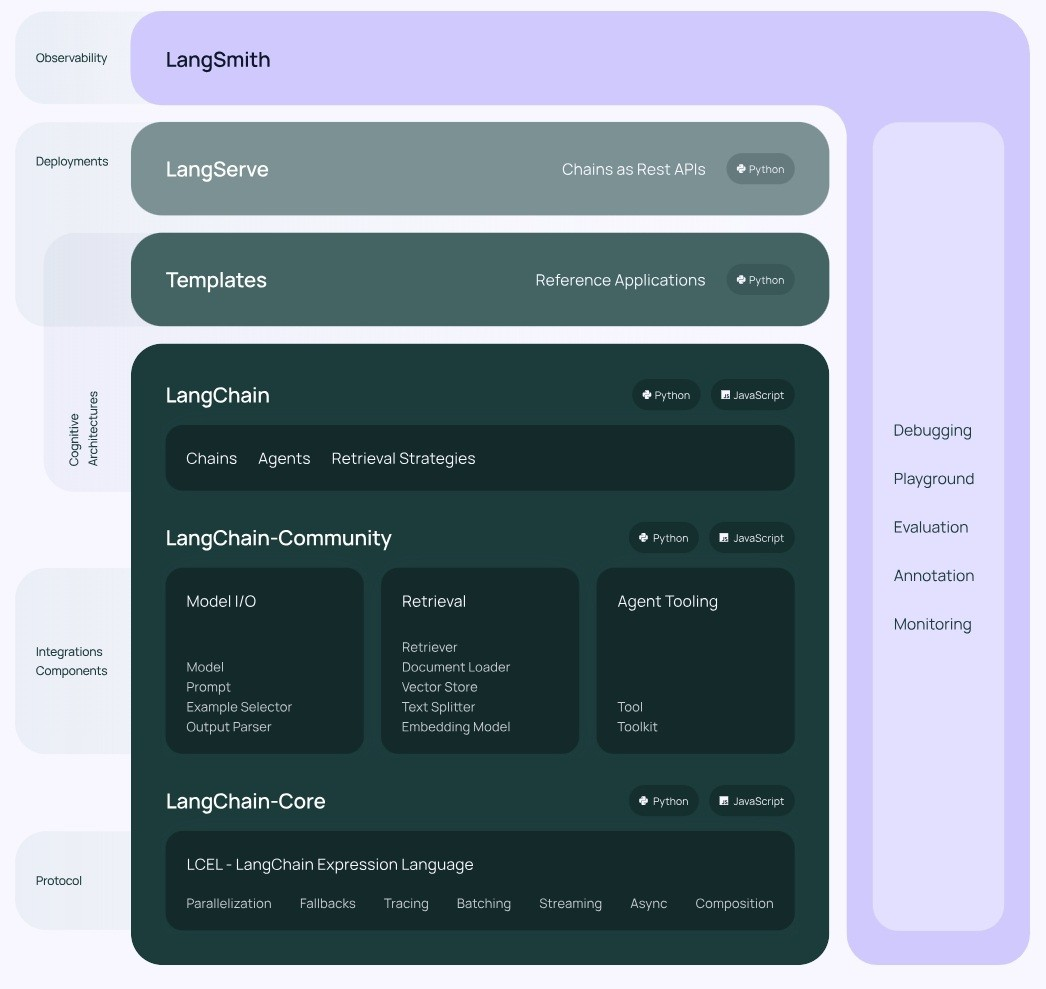 Observability
LangSmith
Deployments
LangServe
Chains as Rest APIs
Python
Templates
Reference Applications
Python
Cognitive
Architectures
LangChain
Python
JavaScript
Chains Agents Retrieval Strategies
LangChain-Community
Python
JavaScript
Integrations
Components
Model I/O
Model
Prompt
Example Selector
Output Parser
Retrieval
Retriever
Document Loader
Vector Store
Text Splitter
Embedding Model
Agent Tooling
Tool
Toolkit
LangChain-Core
Python
JavaScript
Protocol
LCEL - LangChain Expression Language
Parallelization Fallbacks Tracing Batching Streaming Async Composition
Debugging
Playground
Evaluation
Annotation
Monitoring